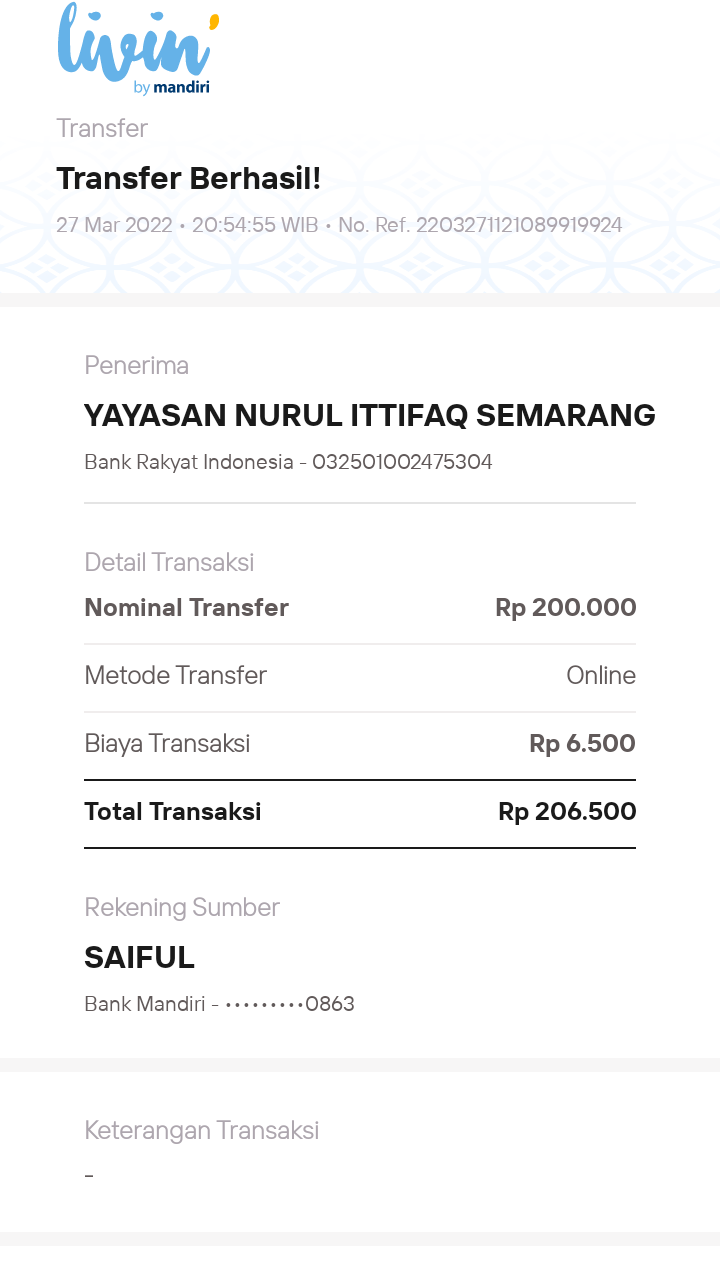 livin'
by mandiri
Transfer
Transfer Berhasil!
27 Mar 2022 • 20:54:55 WIB • No. Ref. 2203271121089919924
Penerima
YAYASAN NURUL ITTIFAQ SEMARANG
Bank Rakyat Indonesia - 032501002475304
Detail Transaksi
Nominal Transfer Rp 200.000
Metode Transfer Online
Biaya Transaksi Rp 6.500
Total Transaksi Rp 206.500
Rekening Sumber
SAIFUL
Bank Mandiri - •••••••••0863
Keterangan Transaksi
-